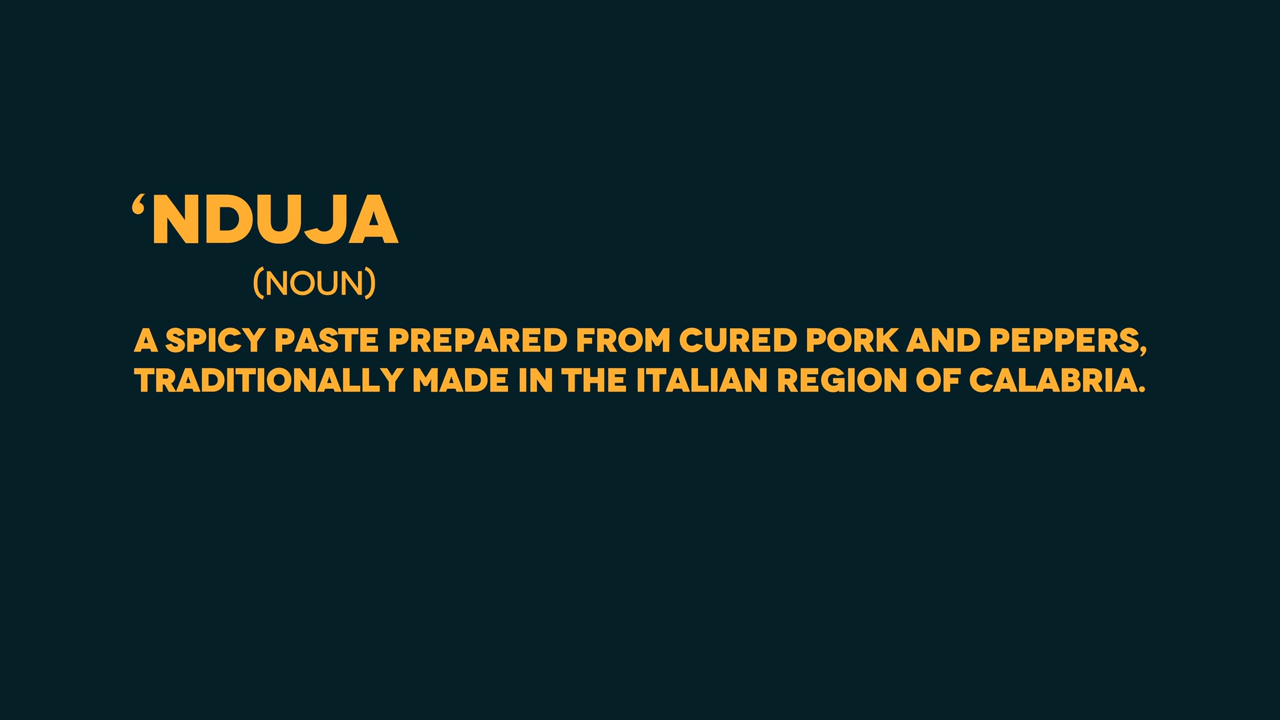 ‘NDUJA
(NOUN)
A SPICY PASTE PREPARED FROM CURED PORK AND PEPPERS,
TRADITIONALLY MADE IN THE ITALIAN REGION OF CALABRIA.